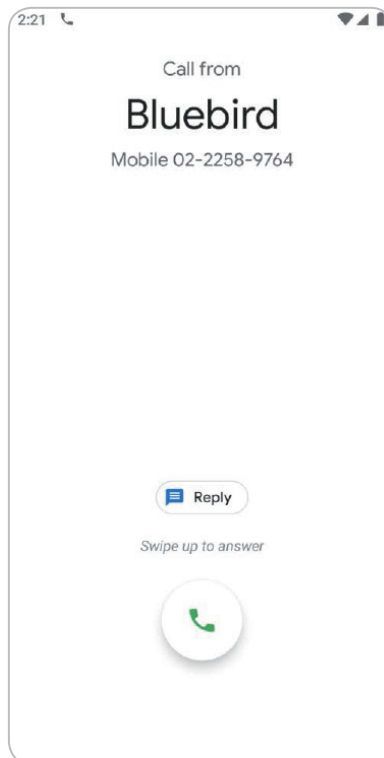 2:21
Call from
Bluebird
Mobile 02-2258-9764
Reply
Swipe up to answer